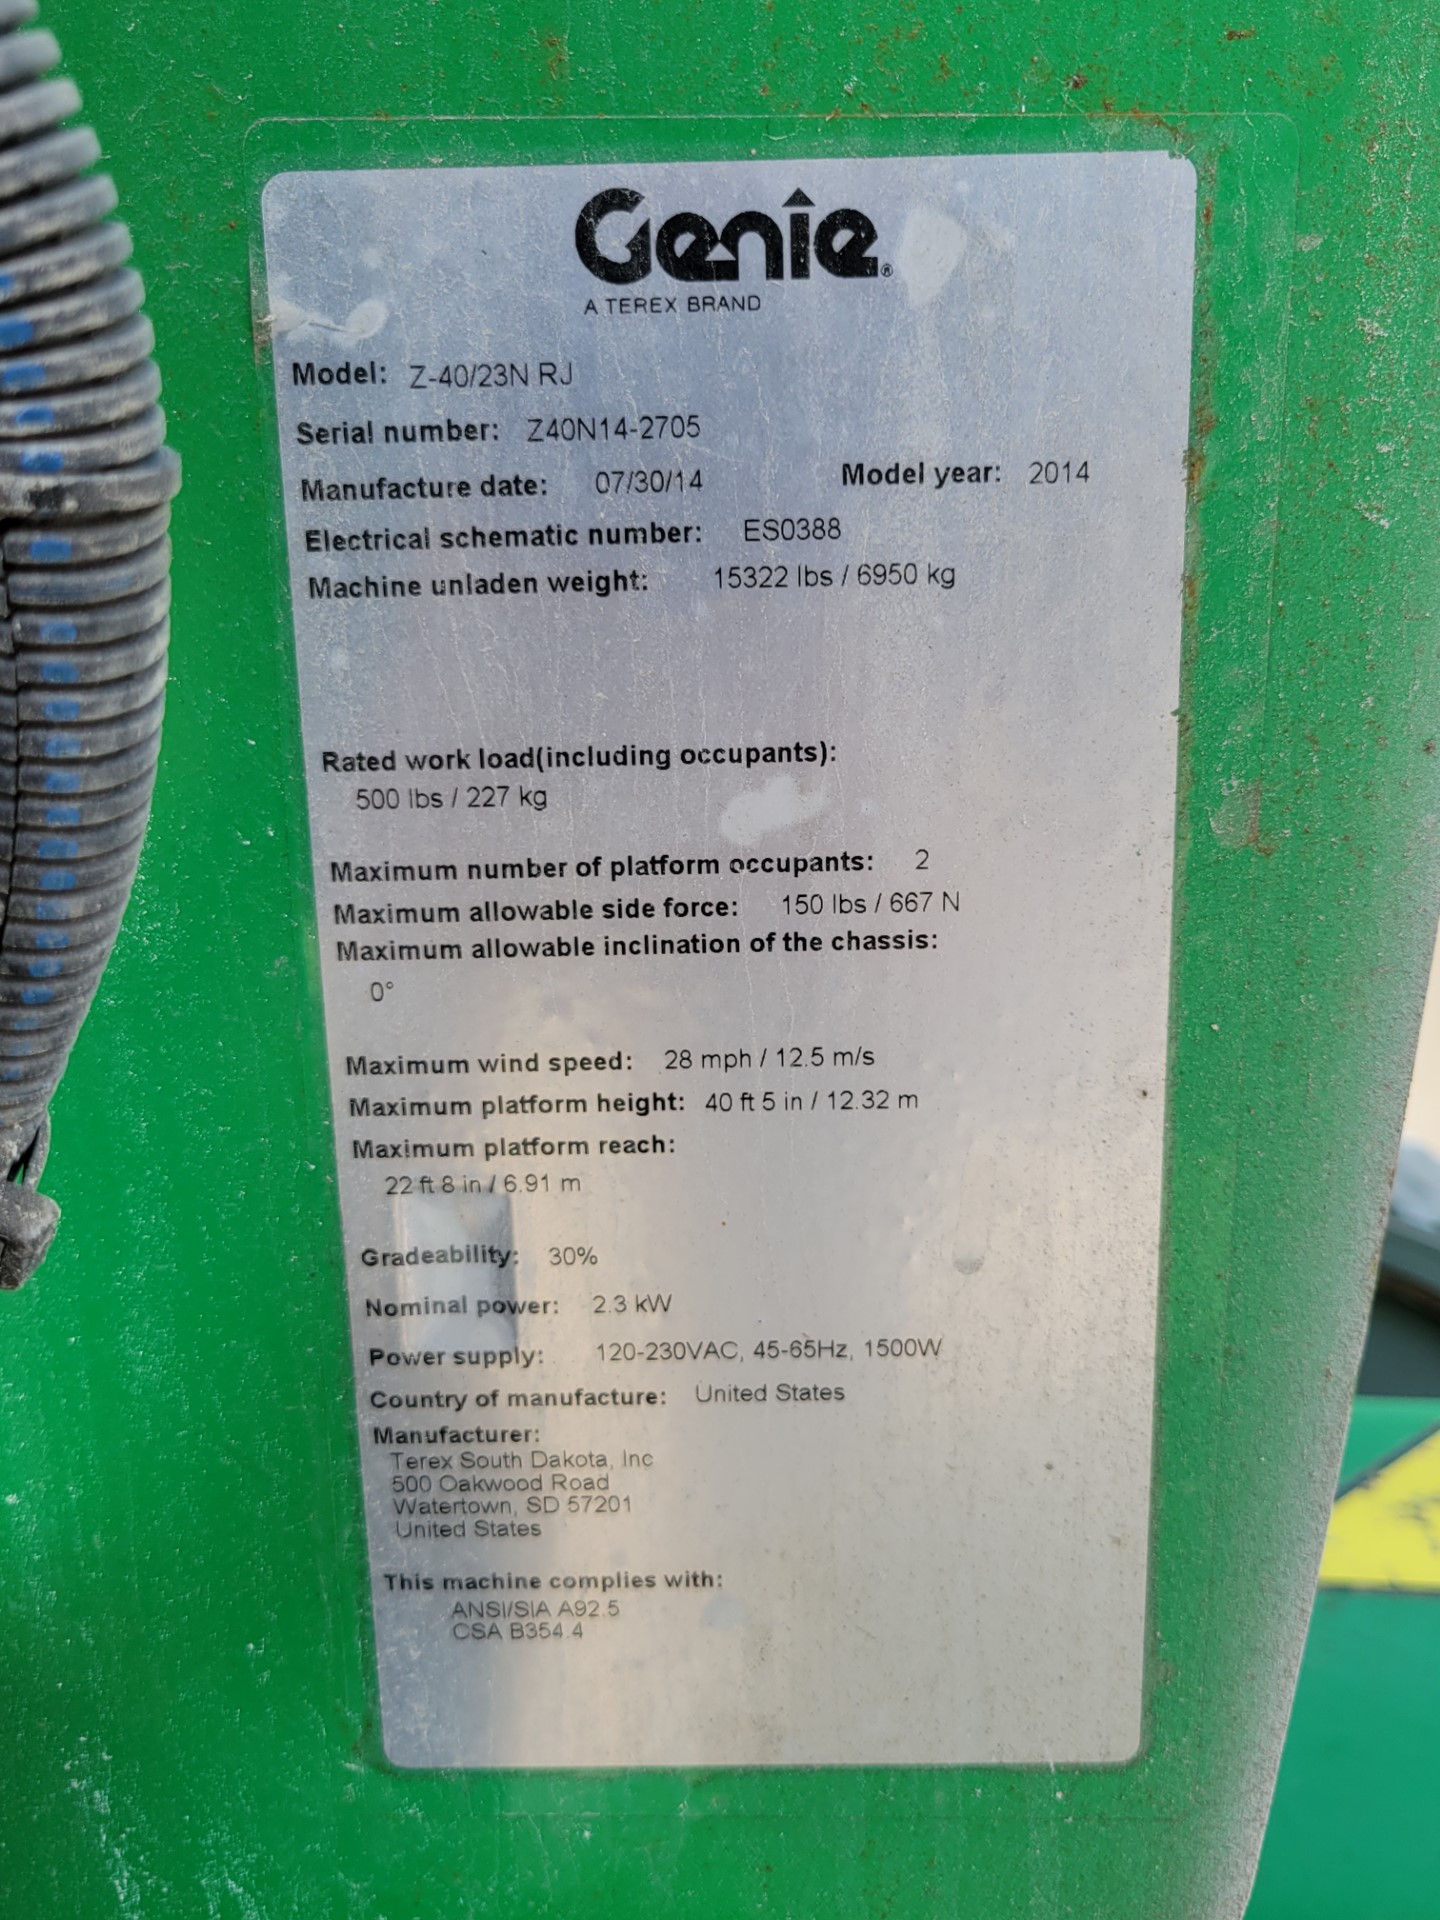 Genie®
A TEREX BRAND
Model: Z-40/23N RJ
Serial number: Z40N14-2705
Manufacture date: 07/30/14 Model year: 2014
Electrical schematic number: ES0388
Machine unladen weight: 15322 lbs / 6950 kg
Rated work load(including occupants):
500 lbs / 227 kg
Maximum number of platform occupants: 2
Maximum allowable side force: 150 lbs / 667 N
Maximum allowable inclination of the chassis:
0°
Maximum wind speed: 28 mph / 12.5 m/s
Maximum platform height: 40 ft 5 in / 12.32 m
Maximum platform reach:
22 ft 8 in / 6.91 m
Gradeability: 30%
Nominal power: 2.3 kW
Power supply: 120-230VAC, 45-65Hz, 1500W
Country of manufacture: United States
Manufacturer:
Terex South Dakota, Inc
500 Oakwood Road
Watertown, SD 57201
United States
This machine complies with:
ANSI/SIA A92.5
CSA B354.4